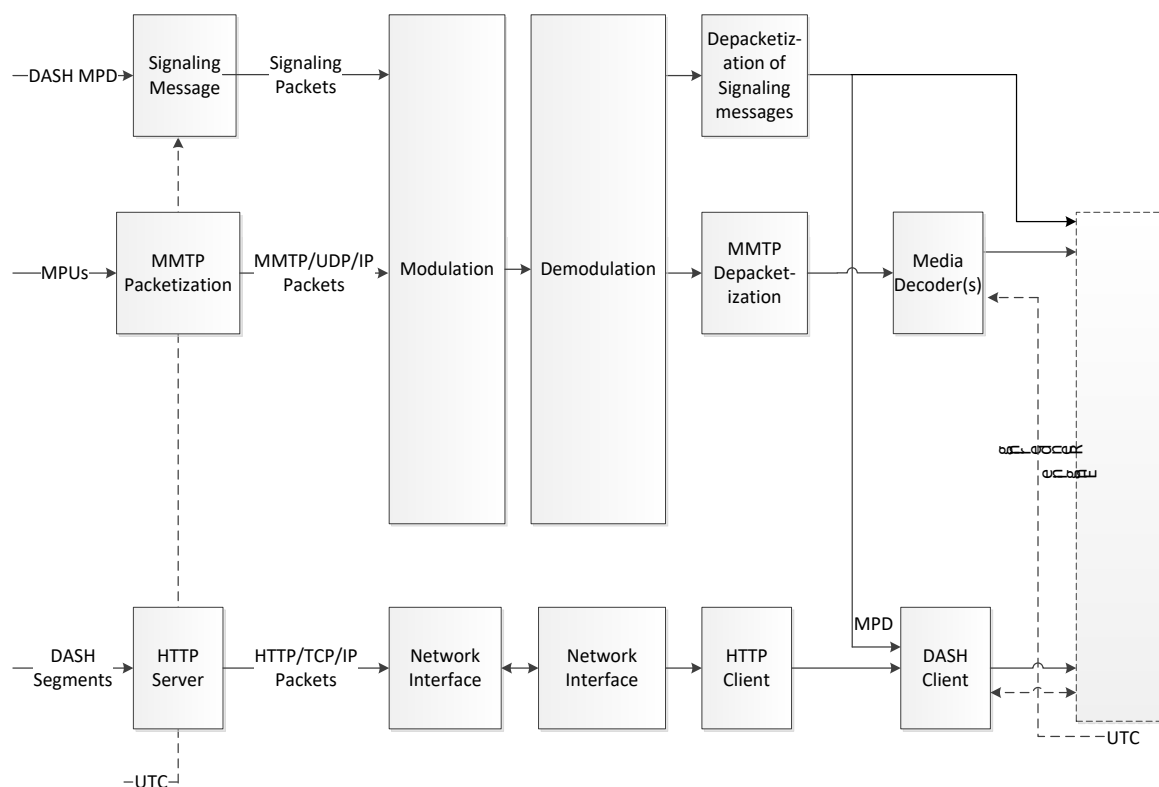 DASH MPD
Signaling
Message
Signaling
Packets
Depacketiz-
ation of
Signaling
messages
MPUs
MMTP
Packetization
MMTP/UDP/IP
Packets
Modulation
Demodulation
MMTP
Depacket-
ization
Media
Decoder(s)
MPD
DASH
Segments
HTTP
Server
HTTP/TCP/IP
Packets
Network
Interface
Network
Interface
HTTP
Client
DASH
Client
UTC
UTC